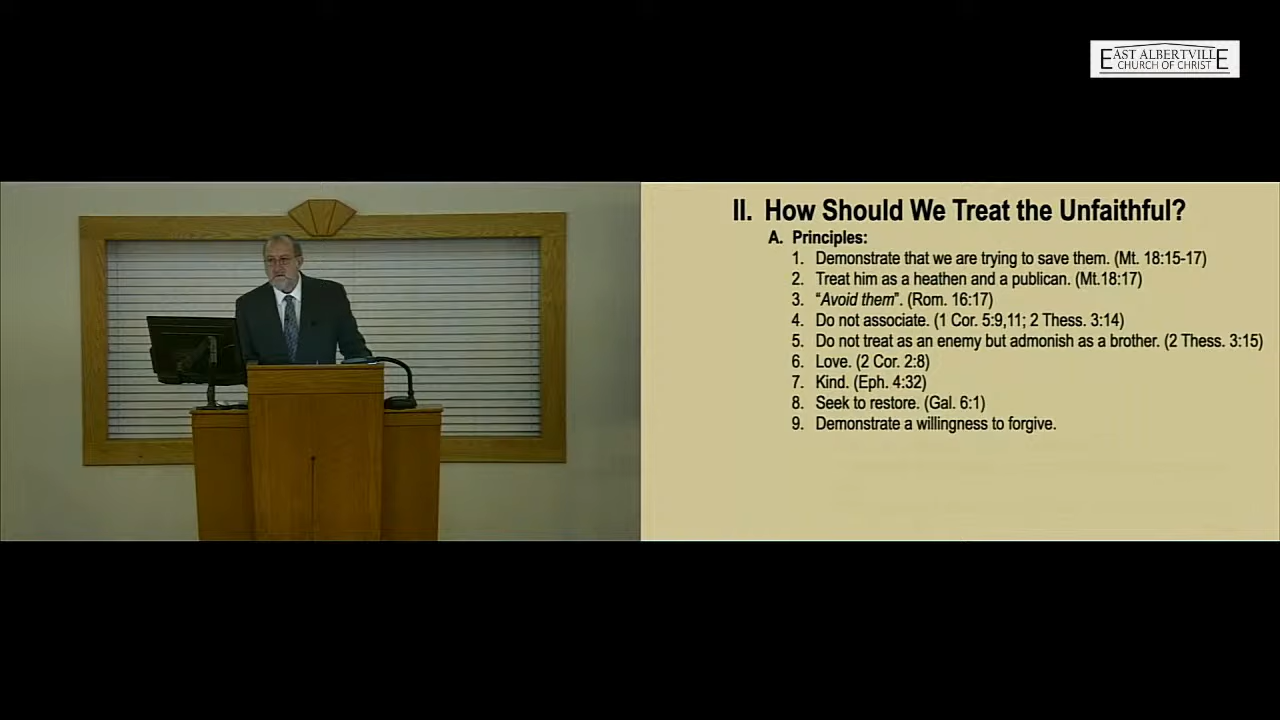 EAST ALBERTVILLE
CHURCH OF CHRIST
II. How Should We Treat the Unfaithful?
A. Principles:
1. Demonstrate that we are trying to save them. (Mt. 18:15-17)
2. Treat him as a heathen and a publican. (Mt.18:17)
3. “Avoid them”. (Rom. 16:17)
4. Do not associate. (1 Cor. 5:9,11; 2 Thess. 3:14)
5. Do not treat as an enemy but admonish as a brother. (2 Thess. 3:15)
6. Love. (2 Cor. 2:8)
7. Kind. (Eph. 4:32)
8. Seek to restore. (Gal. 6:1)
9. Demonstrate a willingness to forgive.